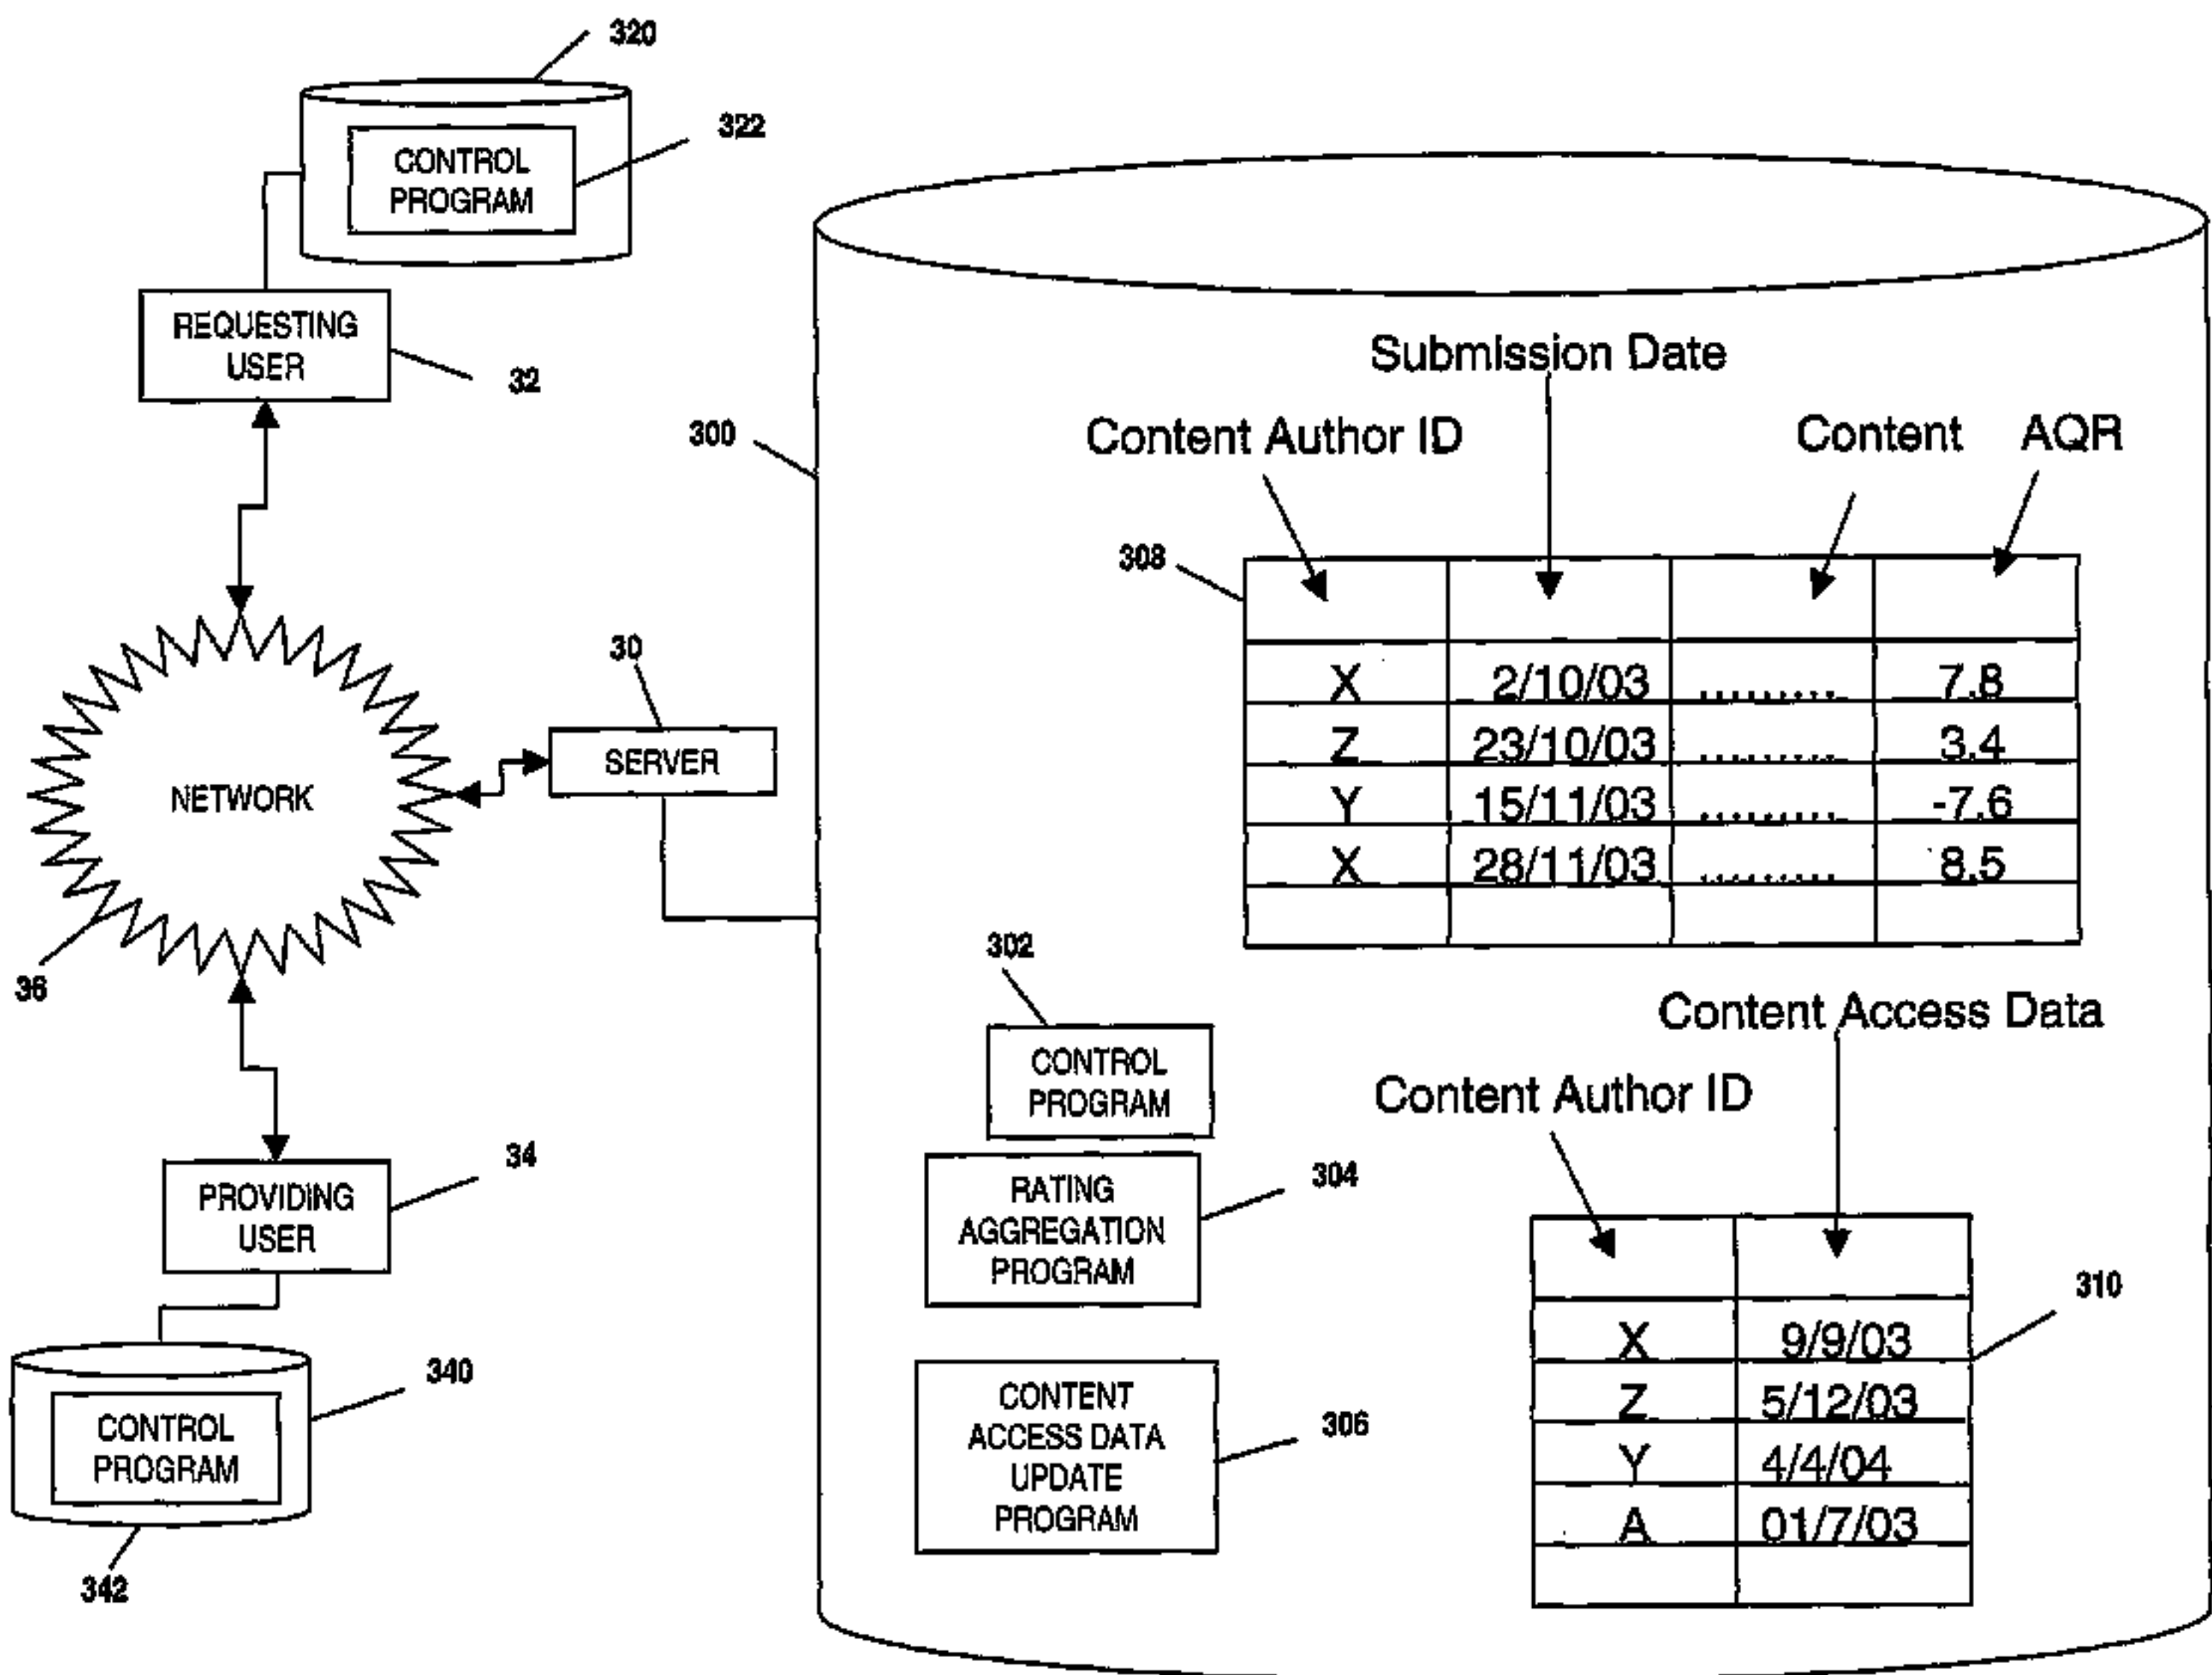 320
322
CONTROL
PROGRAM
REQUESTING
USER
32
300
Submission Date
Content Author ID
Content
AQR
308
X 2/10/03 ......... 7.8
Z 23/10/03 ......... 3.4
Y 15/11/03 ......... -7.6
X 28/11/03 ......... 8.5
30
SERVER
NETWORK
36
302
CONTROL
PROGRAM
Content Access Data
Content Author ID
34
PROVIDING
USER
304
RATING
AGGREGATION
PROGRAM
310
X 9/9/03
Z 5/12/03
Y 4/4/04
A 01/7/03
340
CONTROL
PROGRAM
342
306
CONTENT
ACCESS DATA
UPDATE
PROGRAM